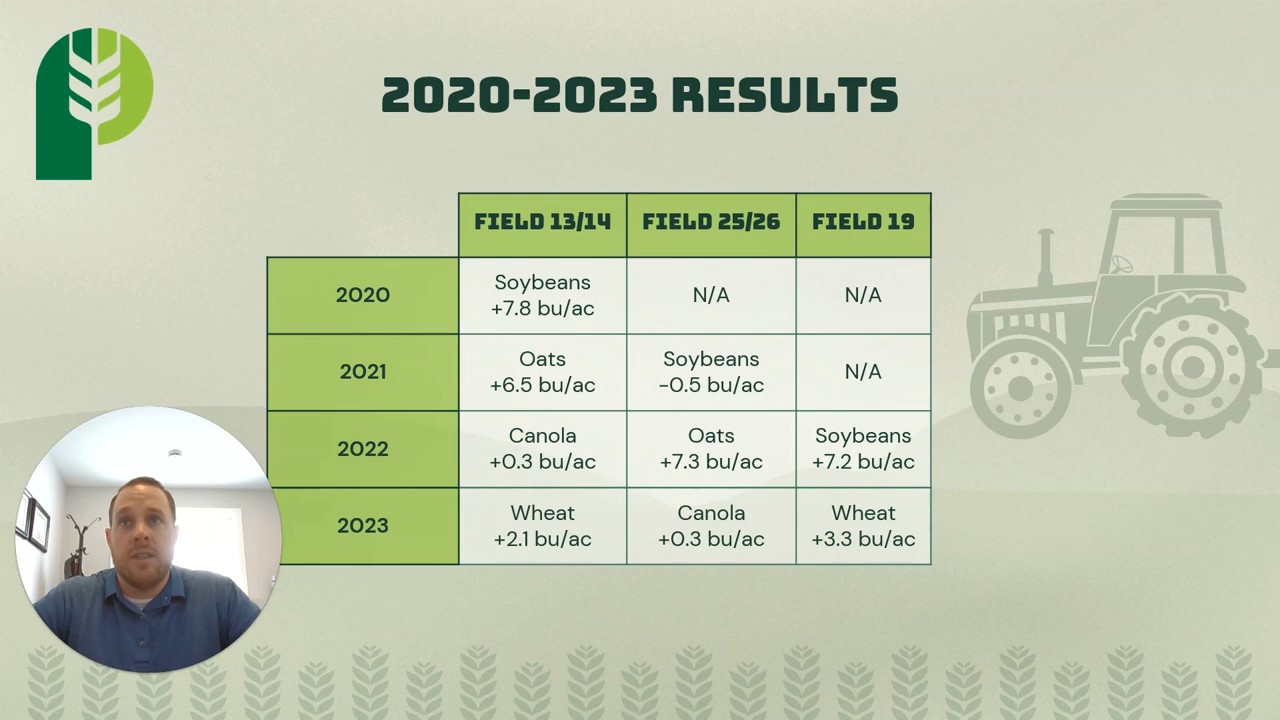 2020-2023 RESULTS
FIELD 13/14
FIELD 25/26
FIELD 19
2020
Soybeans
+7.8 bu/ac
N/A
N/A
2021
Oats
+6.5 bu/ac
Soybeans
-0.5 bu/ac
N/A
2022
Canola
+0.3 bu/ac
Oats
+7.3 bu/ac
Soybeans
+7.2 bu/ac
2023
Wheat
+2.1 bu/ac
Canola
+0.3 bu/ac
Wheat
+3.3 bu/ac